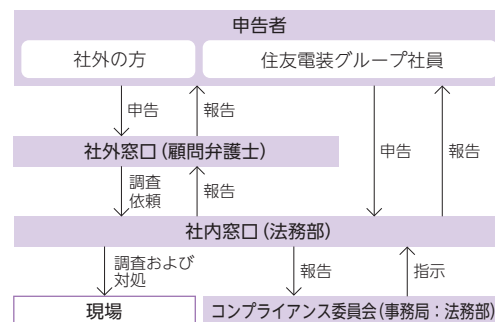 申告者
社外の方
住友電装グループ社員
申告
報告
社外窓口（顧問弁護士）
申告
報告
調査
依頼
報告
社内窓口（法務部）
調査および
対処
報告
指示
現場
コンプライアンス委員会（事務局：法務部）